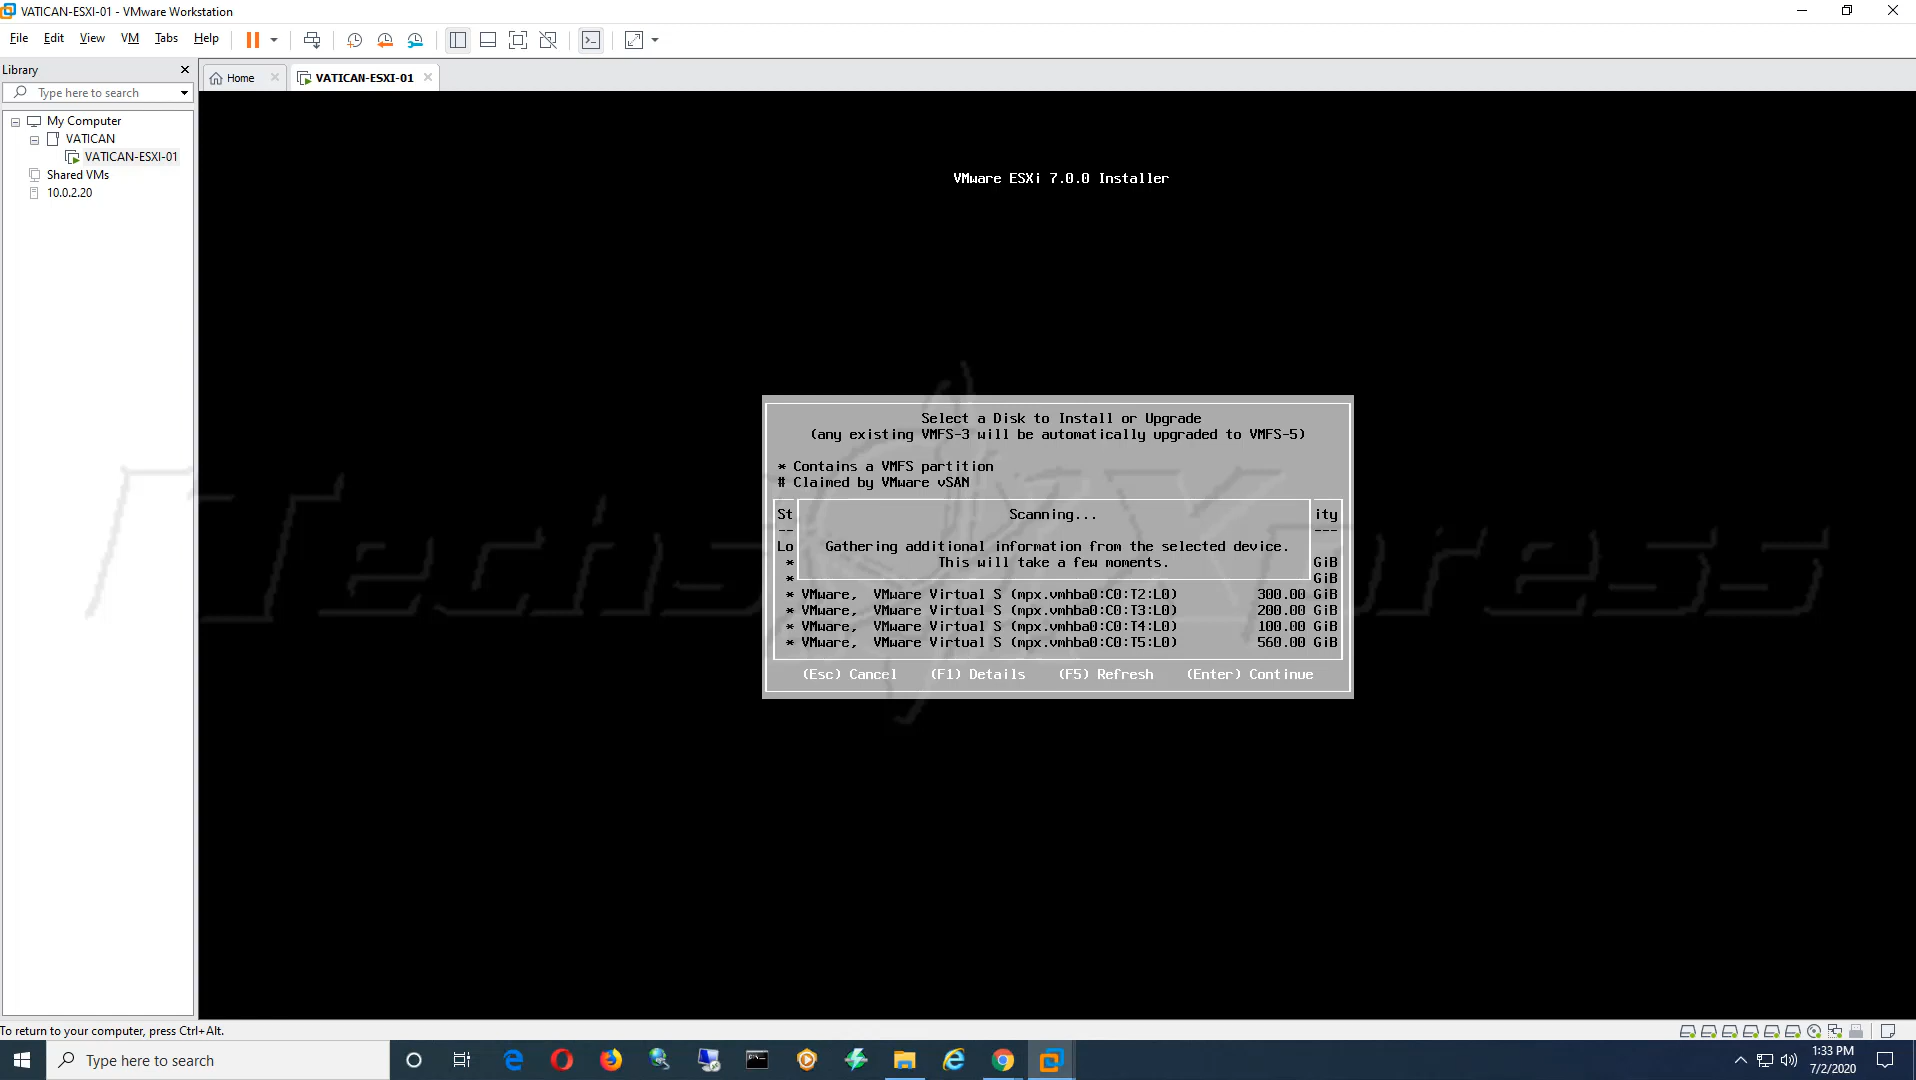 VATICAN-ESXI-01 - VMware Workstation
File Edit View VM Tabs Help
Library
Home
VATICAN-ESXI-01
Type here to search
My Computer
VATICAN
VATICAN-ESXI-01
Shared VMs
10.0.2.20
VMware ESXi 7.0.0 Installer
Select a Disk to Install or Upgrade
(any existing VMFS-3 will be automatically upgraded to VMFS-5)
* Contains a VMFS partition
# Claimed by VMware vSAN
St Scanning... ity
-- ---
Lo Gathering additional information from the selected device.
* This will take a few moments. GiB
* GiB
* VMware, VMware Virtual S (mpx.vmhba0:C0:T2:L0) 300.00 GiB
* VMware, VMware Virtual S (mpx.vmhba0:C0:T3:L0) 200.00 GiB
* VMware, VMware Virtual S (mpx.vmhba0:C0:T4:L0) 100.00 GiB
* VMware, VMware Virtual S (mpx.vmhba0:C0:T5:L0) 560.00 GiB
(Esc) Cancel (F1) Details (F5) Refresh (Enter) Continue
Techs Xpress
To return to your computer, press Ctrl+Alt.
Type here to search
1:33 PM
7/2/2020